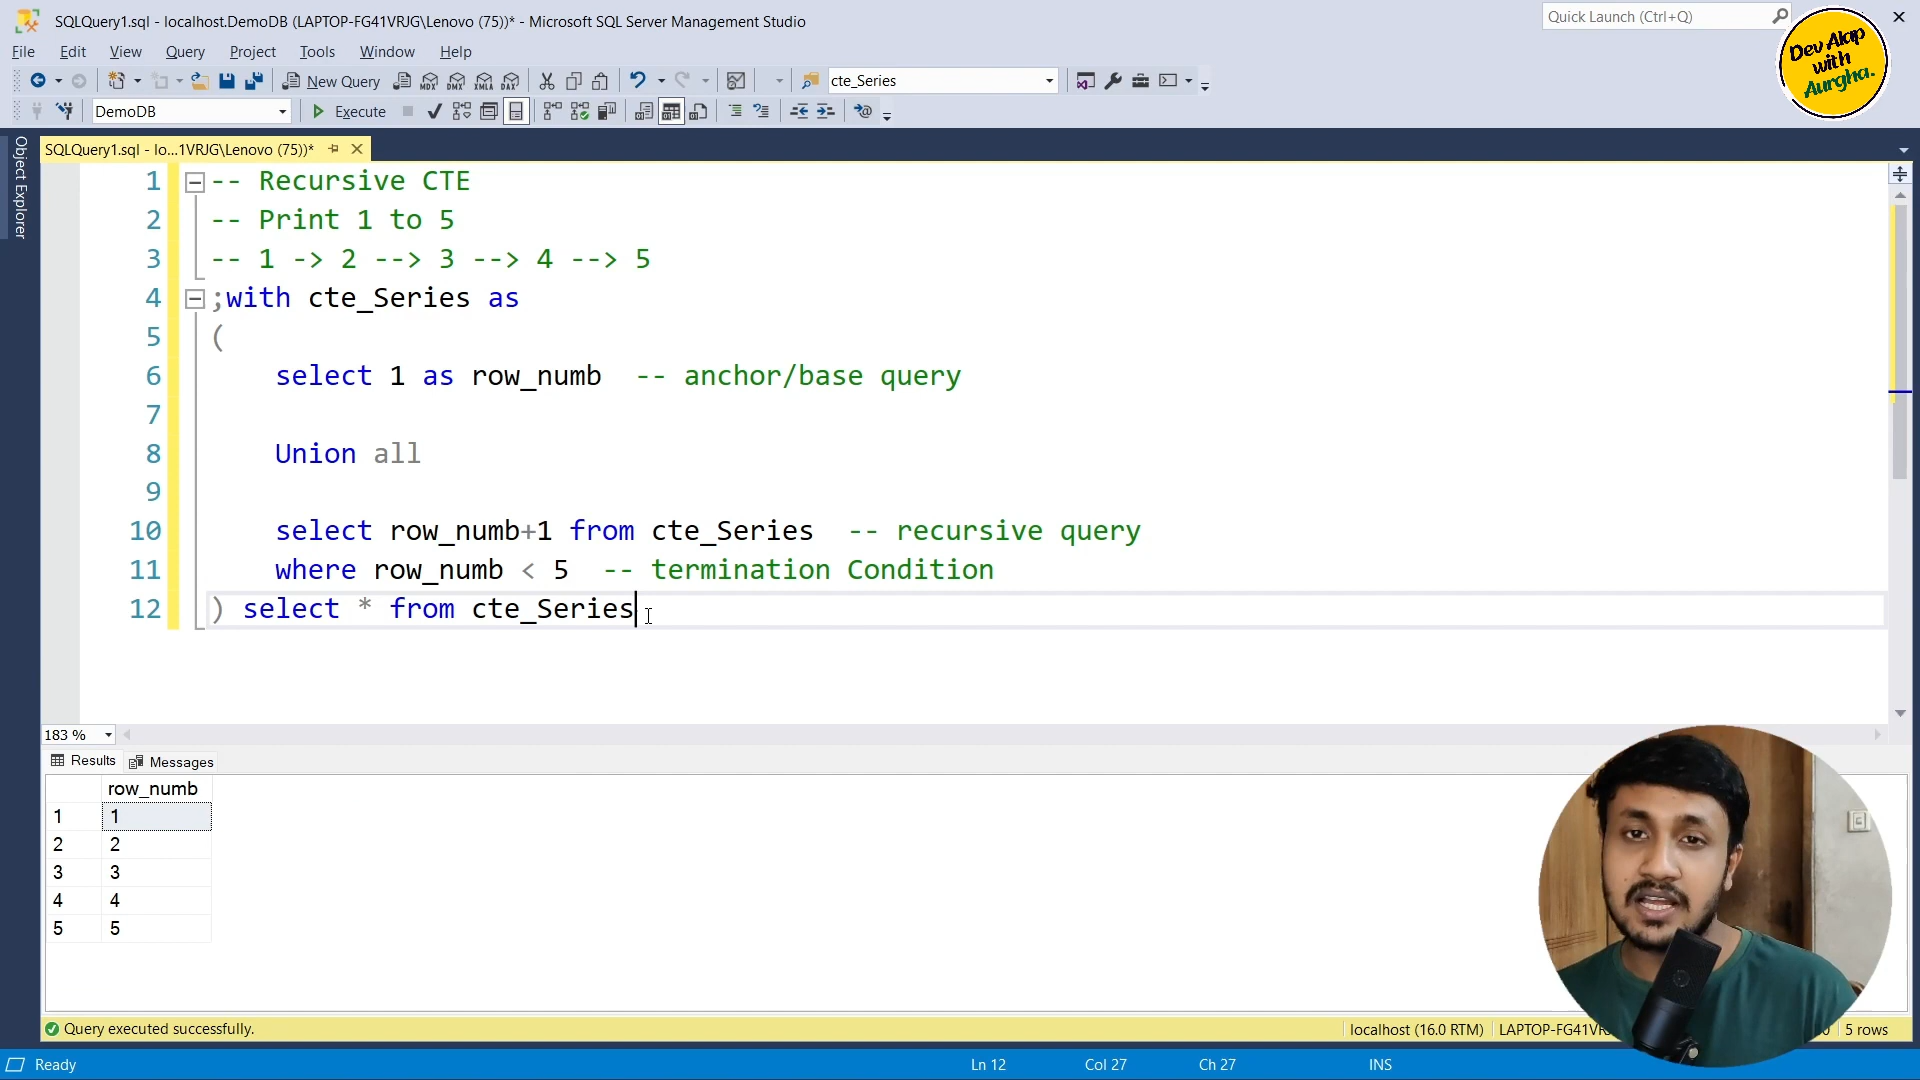 SQLQuery1.sql - localhost.DemoDB (LAPTOP-FG41VRJG\Lenovo (75))* - Microsoft SQL Server Management Studio
Quick Launch (Ctrl+Q)
Dev Alap
with
Aurgha.
File Edit View Query Project Tools Window Help
New Query
MDX DMX XMLA DAX
cte_Series
DemoDB
Execute
SQLQuery1.sql - lo...1VRJG\Lenovo (75))*
Object Explorer
1 -- Recursive CTE
2 -- Print 1 to 5
3 -- 1 -> 2 --> 3 --> 4 --> 5
4 ;with cte_Series as
5 (
6 select 1 as row_numb -- anchor/base query
7
8 Union all
9
10 select row_numb+1 from cte_Series -- recursive query
11 where row_numb < 5 -- termination Condition
12 ) select * from cte_Series
183 %
Results Messages
row_numb
1 1
2 2
3 3
4 4
5 5
Query executed successfully.
localhost (16.0 RTM) LAPTOP-FG41VR 0 5 rows
Ready Ln 12 Col 27 Ch 27 INS